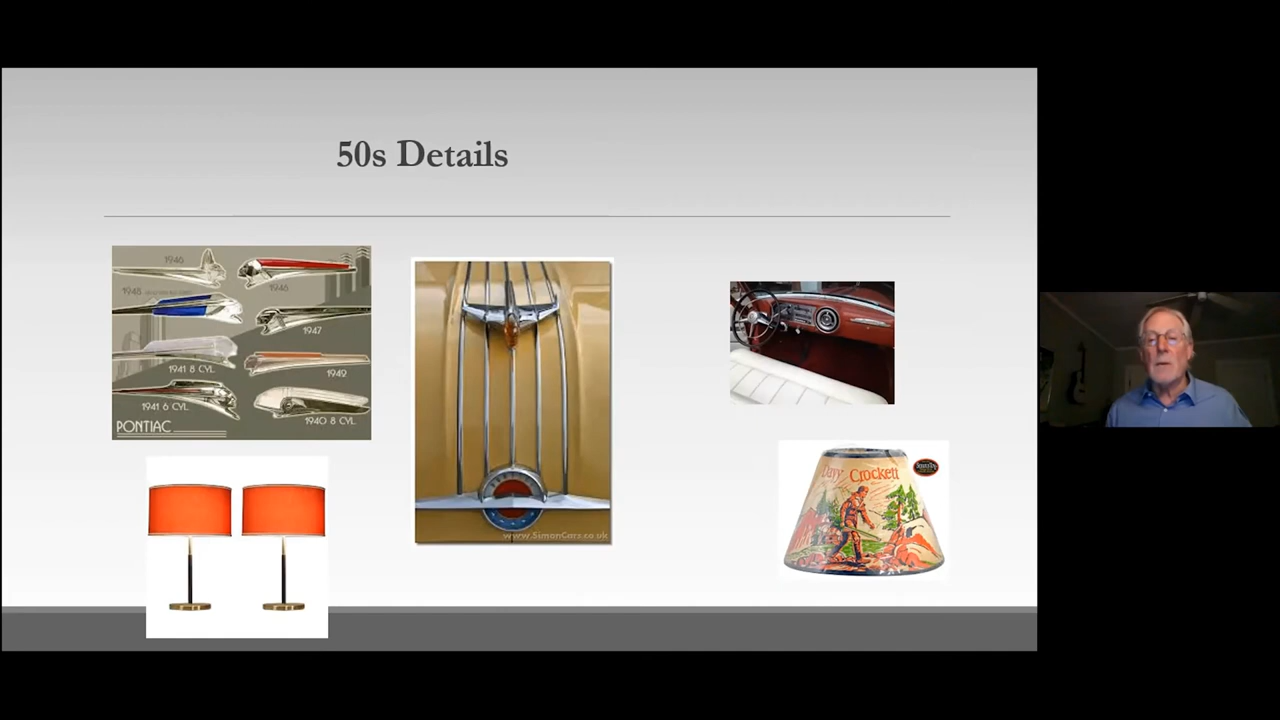 50s Details
1946
1946
1948
1947
1941 8 CYL.
1942
1941 6 CYL.
1940 8 CYL.
PONTIAC
www.SimonCars.co.uk
Davy Crockett